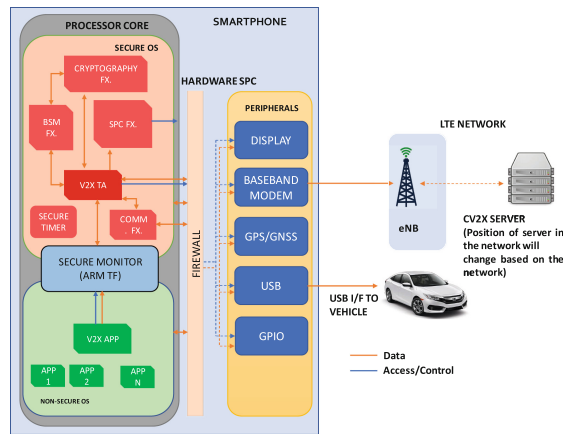 PROCESSOR CORE
SMARTPHONE
SECURE OS
CRYPTOGRAPHY
FX.
HARDWARE SPC
BSM
FX.
SPC FX.
PERIPHERALS
DISPLAY
LTE NETWORK
V2X TA
BASEBAND
MODEM
SECURE
TIMER
COMM
. FX.
eNB
CV2X SERVER
(Position of server in
the network will
change based on the
network)
FIREWALL
GPS/GNSS
SECURE MONITOR
(ARM TF)
USB
USB I/F TO
VEHICLE
V2X APP
GPIO
APP
1
APP
2
APP
N
NON-SECURE OS
Data
Access/Control